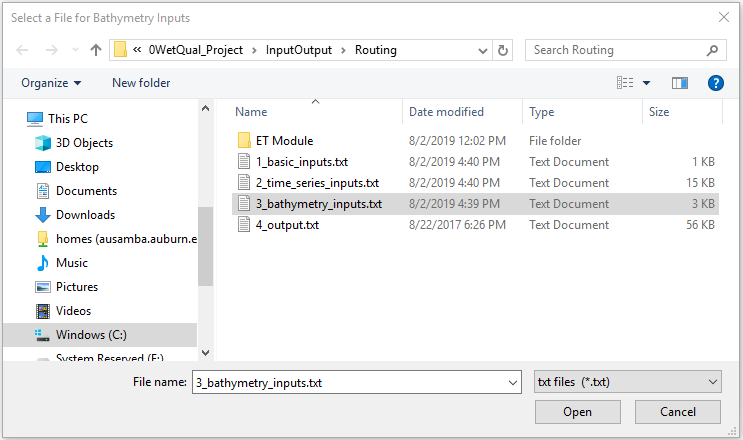 Select a File for Bathymetry Inputs
« 0WetQual_Project > InputOutput > Routing
Search Routing
Organize
New folder
Name Date modified Type Size
This PC
3D Objects
Desktop
Documents
Downloads
homes (ausamba.auburn.e
Music
Pictures
Videos
Windows (C:)
System Reserved (E:)
ET Module 8/2/2019 12:02 PM File folder
1_basic_inputs.txt 8/2/2019 4:40 PM Text Document 1 KB
2_time_series_inputs.txt 8/2/2019 4:40 PM Text Document 15 KB
3_bathymetry_inputs.txt 8/2/2019 4:39 PM Text Document 3 KB
4_output.txt 8/22/2017 6:26 PM Text Document 56 KB
File name: 3_bathymetry_inputs.txt
txt files (*.txt)
Open
Cancel